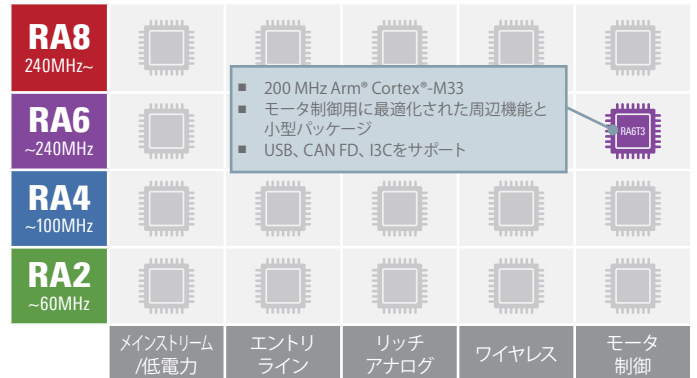 RA8
240MHz~
■ 200 MHz Arm® Cortex®-M33
■ モータ制御用に最適化された周辺機能と
小型パッケージ
■ USB、CAN FD、I3Cをサポート
RA6
~240MHz
RA6T3
RA4
~100MHz
RA2
~60MHz
メインストリーム
/低電力
エントリ
ライン
リッチ
アナログ
ワイヤレス
モータ
制御